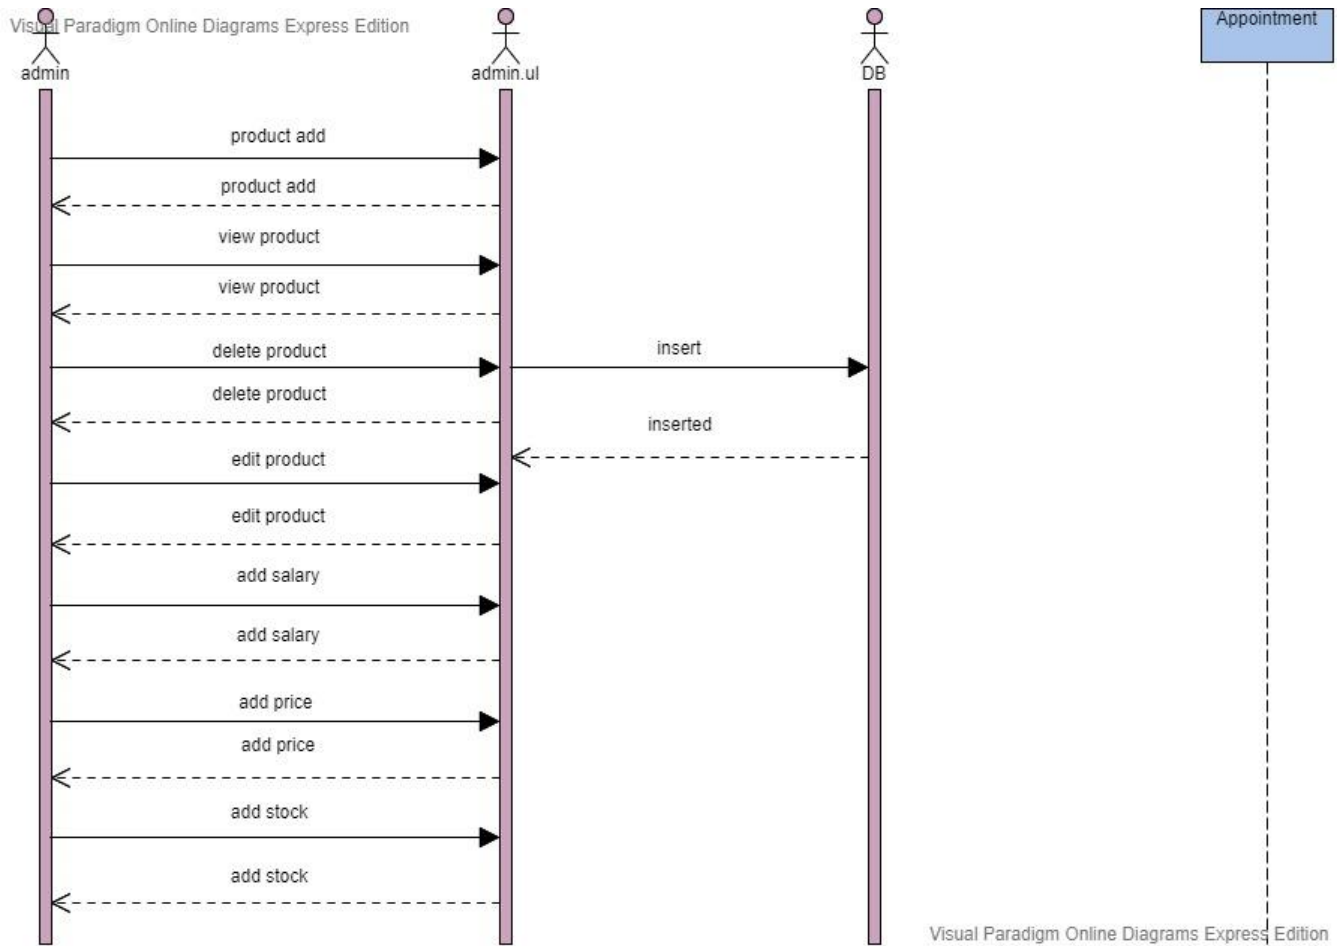 Visual Paradigm Online Diagrams Express Edition
Appointment
admin
admin.ul
DB
product add
product add
view product
view product
delete product
insert
delete product
inserted
edit product
edit product
add salary
add salary
add price
add price
add stock
add stock
Visual Paradigm Online Diagrams Express Edition